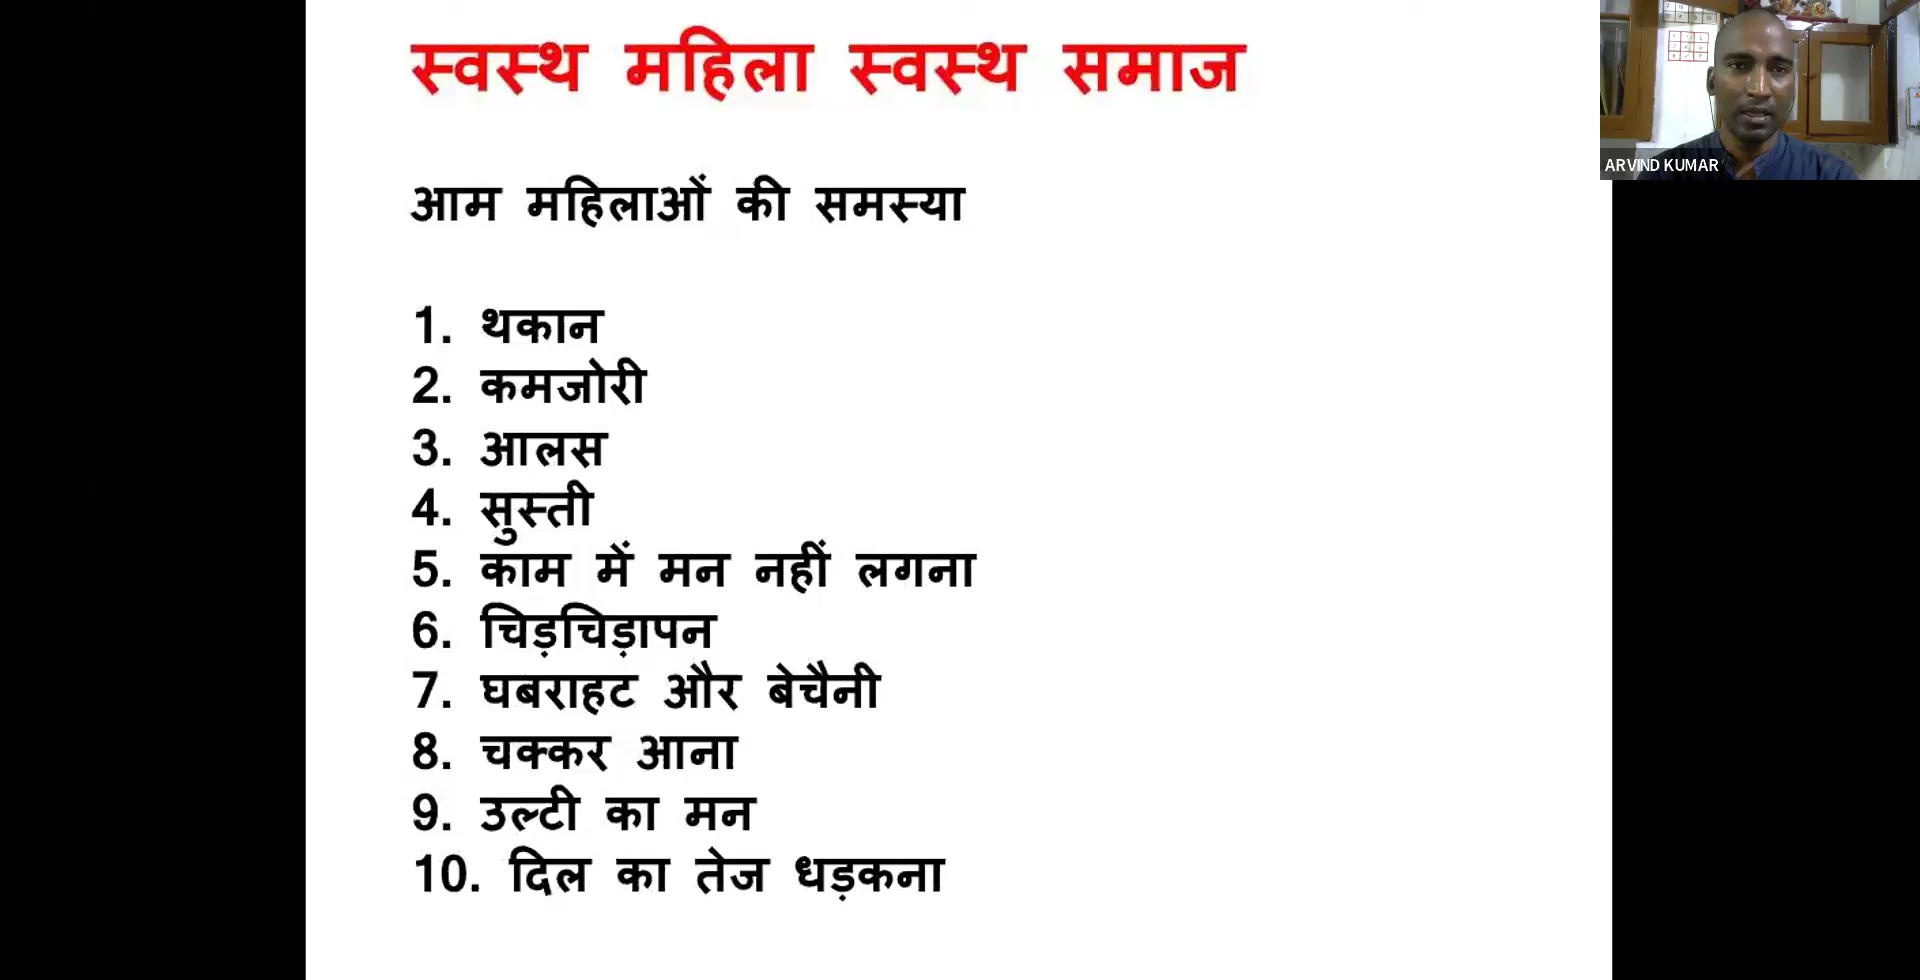 स्वस्थ महिला स्वस्थ समाज
आम महिलाओं की समस्या
1. थकान
2. कमजोरी
3. आलस
4. सुस्ती
5. काम में मन नहीं लगना
6. चिड़चिड़ापन
7. घबराहट और बेचैनी
8. चक्कर आना
9. उल्टी का मन
10. दिल का तेज धड़कना
ARVIND KUMAR